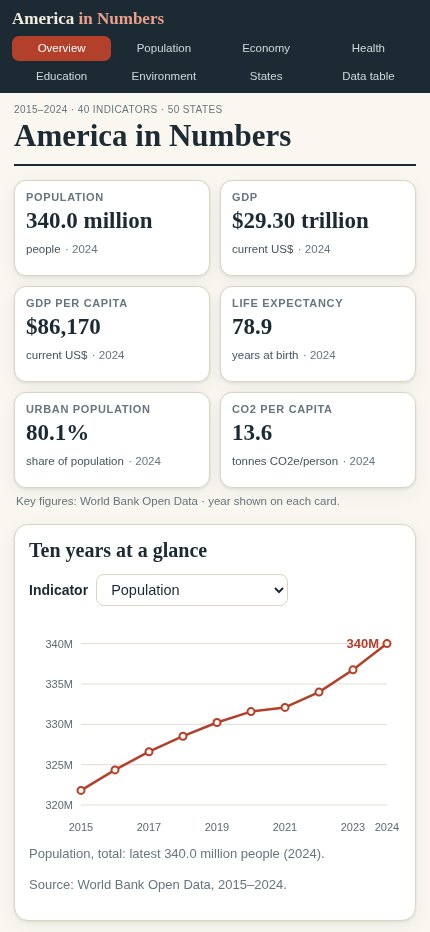 America in Numbers
Overview Population Economy Health
Education Environment States Data table
2015–2024 · 40 INDICATORS · 50 STATES
America in Numbers
POPULATION
340.0 million
people · 2024
GDP
$29.30 trillion
current US$ · 2024
GDP PER CAPITA
$86,170
current US$ · 2024
LIFE EXPECTANCY
78.9
years at birth · 2024
URBAN POPULATION
80.1%
share of population · 2024
CO2 PER CAPITA
13.6
tonnes CO2e/person · 2024
Key figures: World Bank Open Data · year shown on each card.
Ten years at a glance
Indicator Population
340M
340M
335M
330M
325M
320M
2015 2017 2019 2021 2023 2024
Population, total: latest 340.0 million people (2024).
Source: World Bank Open Data, 2015–2024.